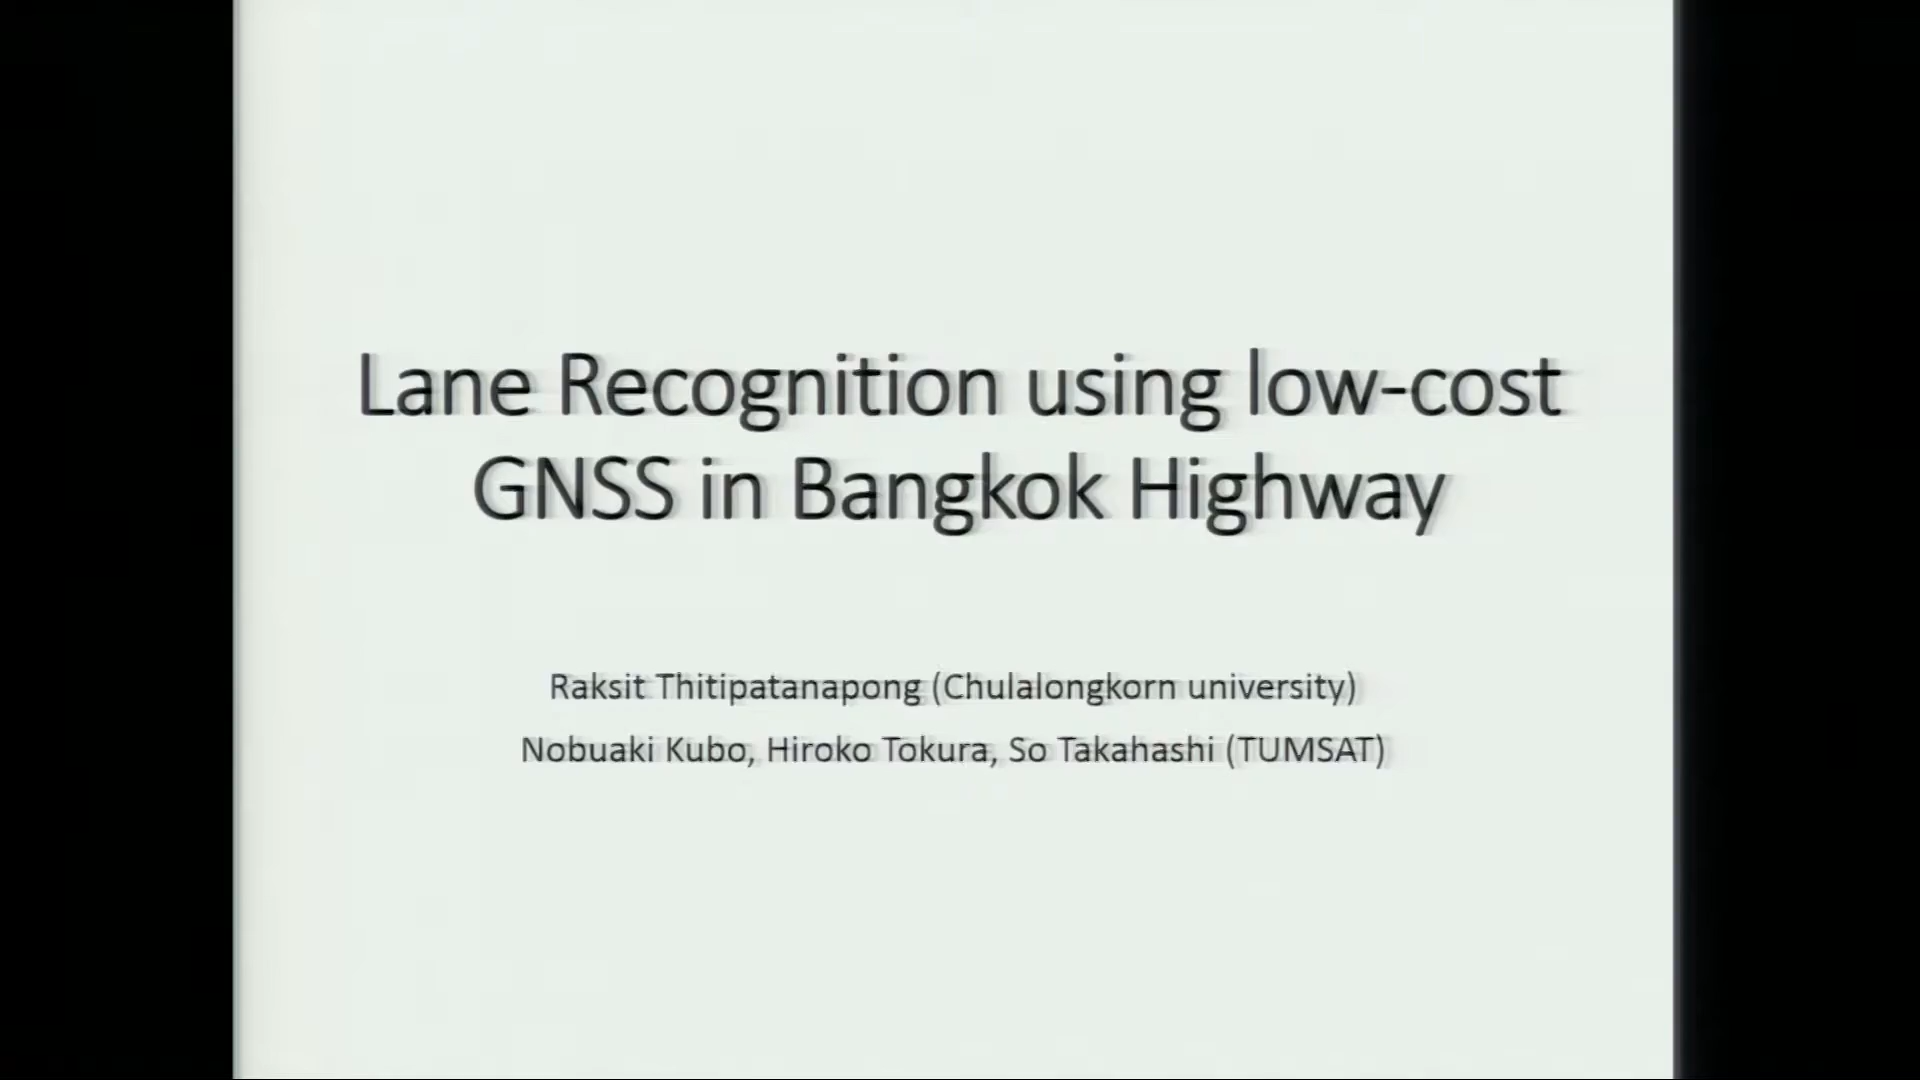 Lane Recognition using low-cost
GNSS in Bangkok Highway
Raksit Thitipatanapong (Chulalongkorn university)
Nobuaki Kubo, Hiroko Tokura, So Takahashi (TUMSAT)